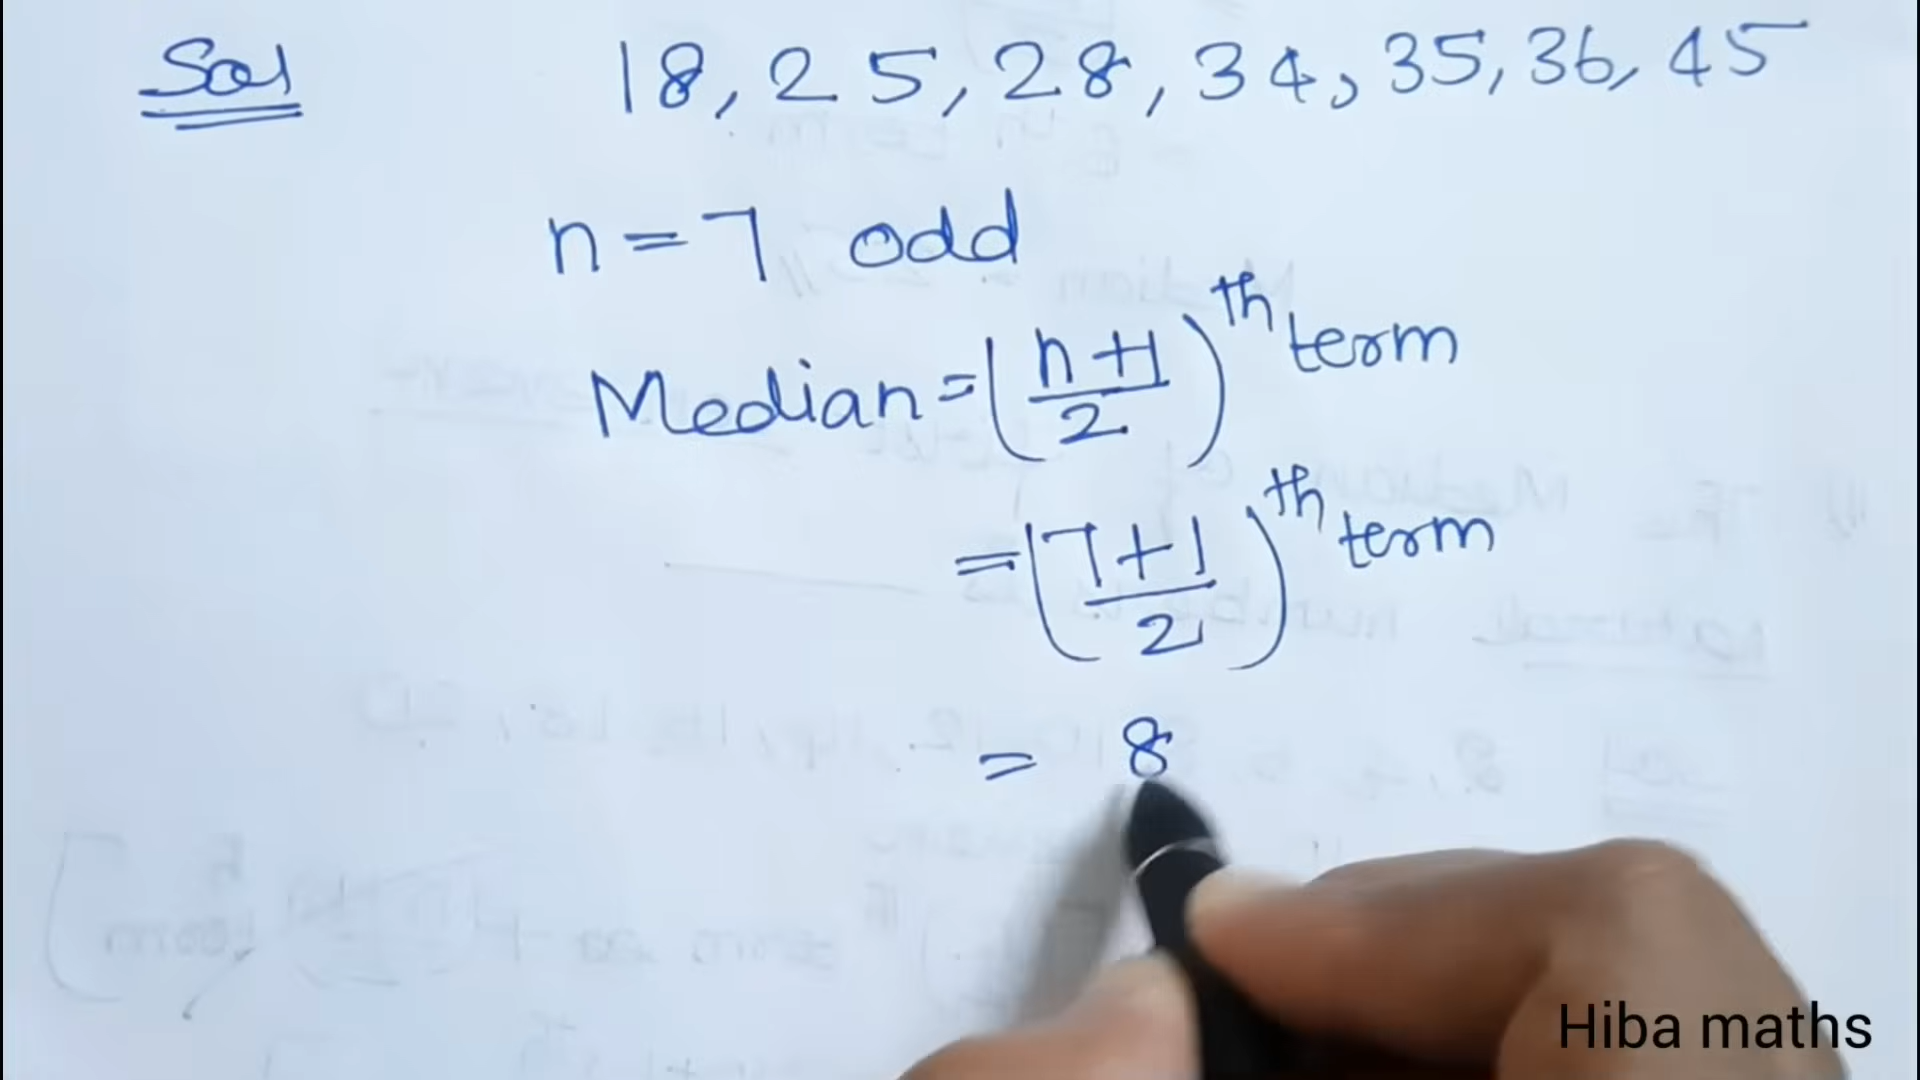 Sol 18, 25, 28, 34, 35, 36, 45
n = 7 odd
Median = (n+1/2)th term
= (7+1/2)th term
= 8
Hiba maths